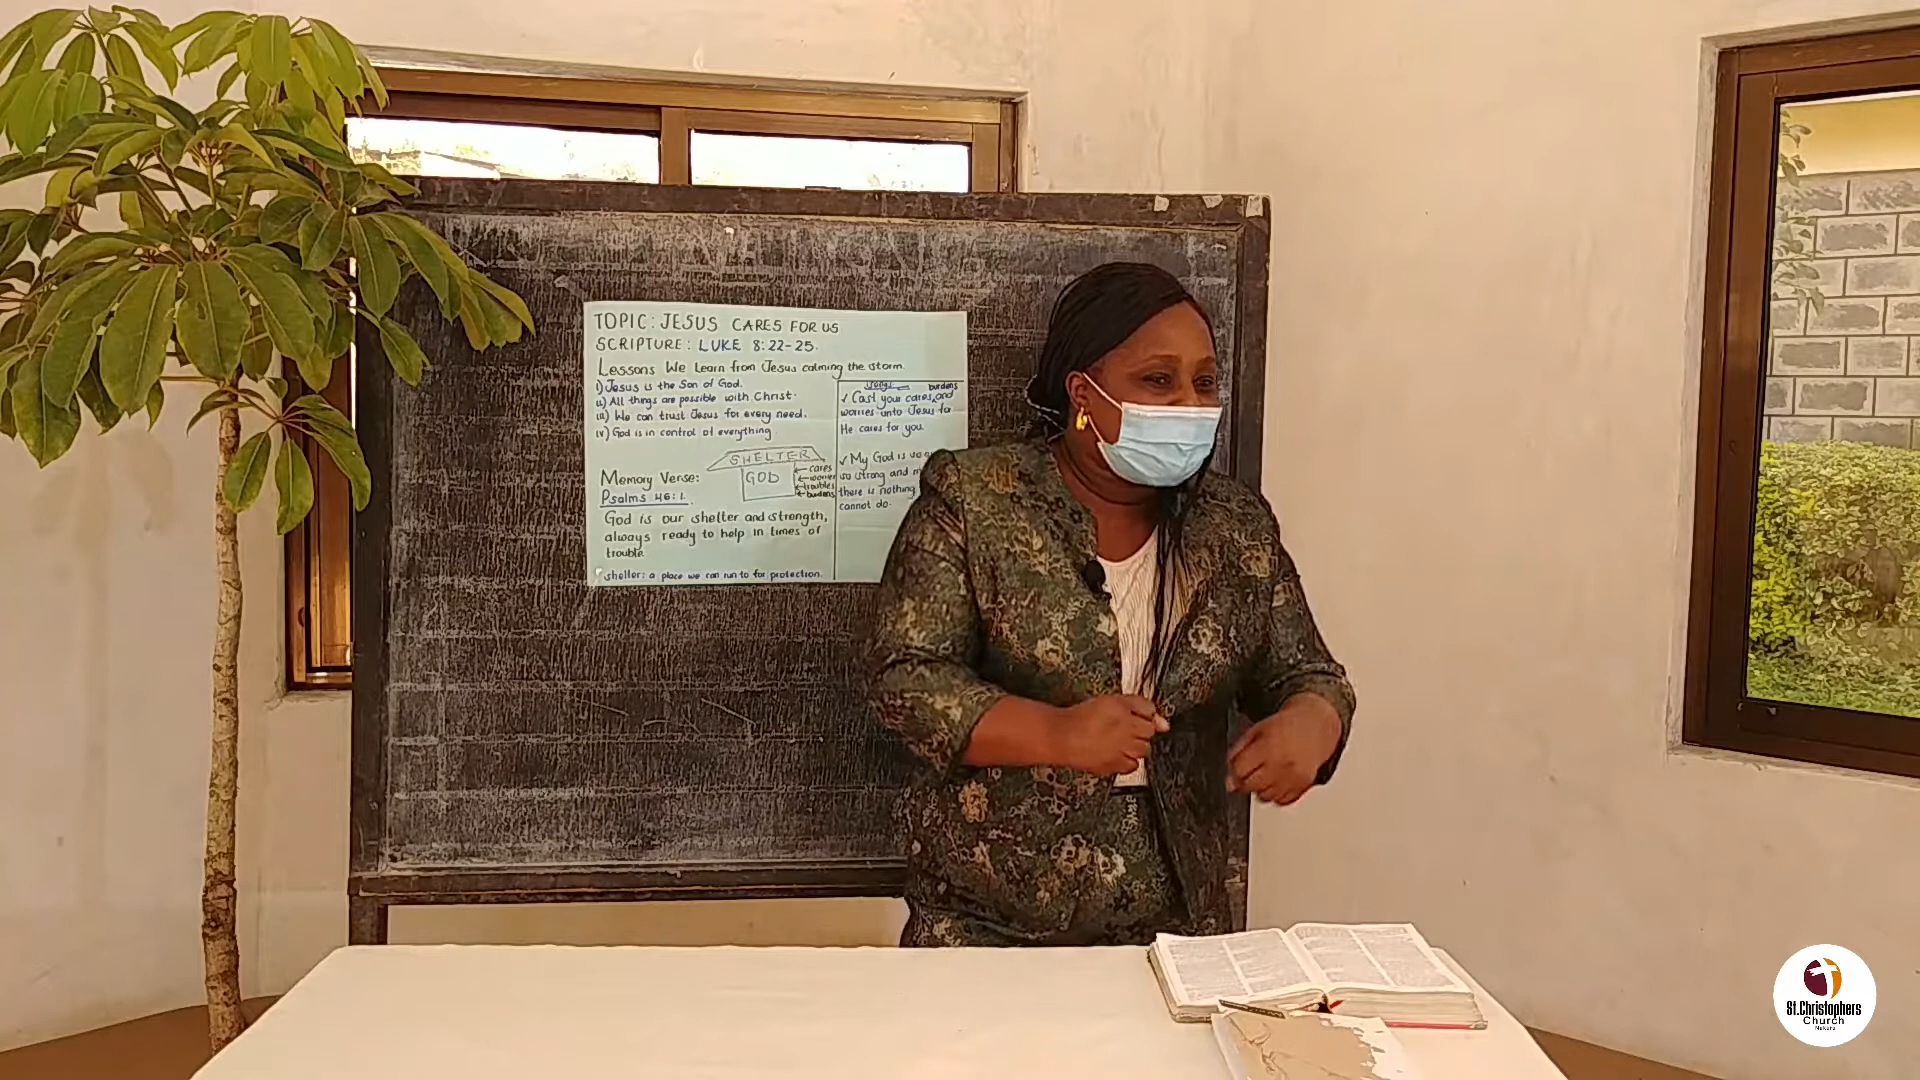 TOPIC: JESUS CARES FOR US
SCRIPTURE: LUKE 8:22-25.
Lessons We Learn from Jesus calming the storm.
i) Jesus is the Son of God.
ii) All things are possible with Christ.
iii) We can trust Jesus for every need.
iv) God is in control of everything
SHELTER
GOD
cares
worries
troubles
burdens
Memory Verse:
Psalms 46:1.
God is our shelter and strength,
always ready to help in times of
trouble.
shelter: a place we can run to for protection.
songs
burdens
✓ Cast your cares, and
worries unto Jesus for
He cares for you.
✓ My God is so
so strong and
there is nothing
cannot do.
St.Christophers
Church
Nakuru